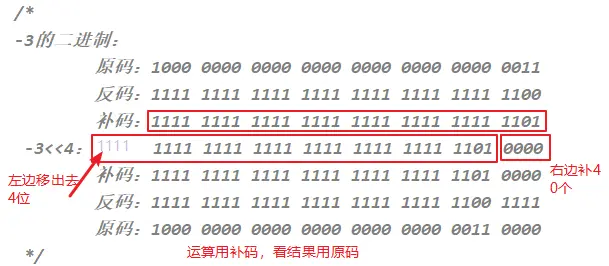 /*
-3的二进制：
原码：1000 0000 0000 0000 0000 0000 0000 0011
反码：1111 1111 1111 1111 1111 1111 1111 1100
补码：1111 1111 1111 1111 1111 1111 1111 1101
-3<<4：1111 1111 1111 1111 1111 1111 1111 1101 0000
左边移出去
4位
右边补4
0个
补码：1111 1111 1111 1111 1111 1111 1101 0000
反码：1111 1111 1111 1111 1111 1111 1100 1111
原码：1000 0000 0000 0000 0000 0000 0011 0000
*/
运算用补码，看结果用原码